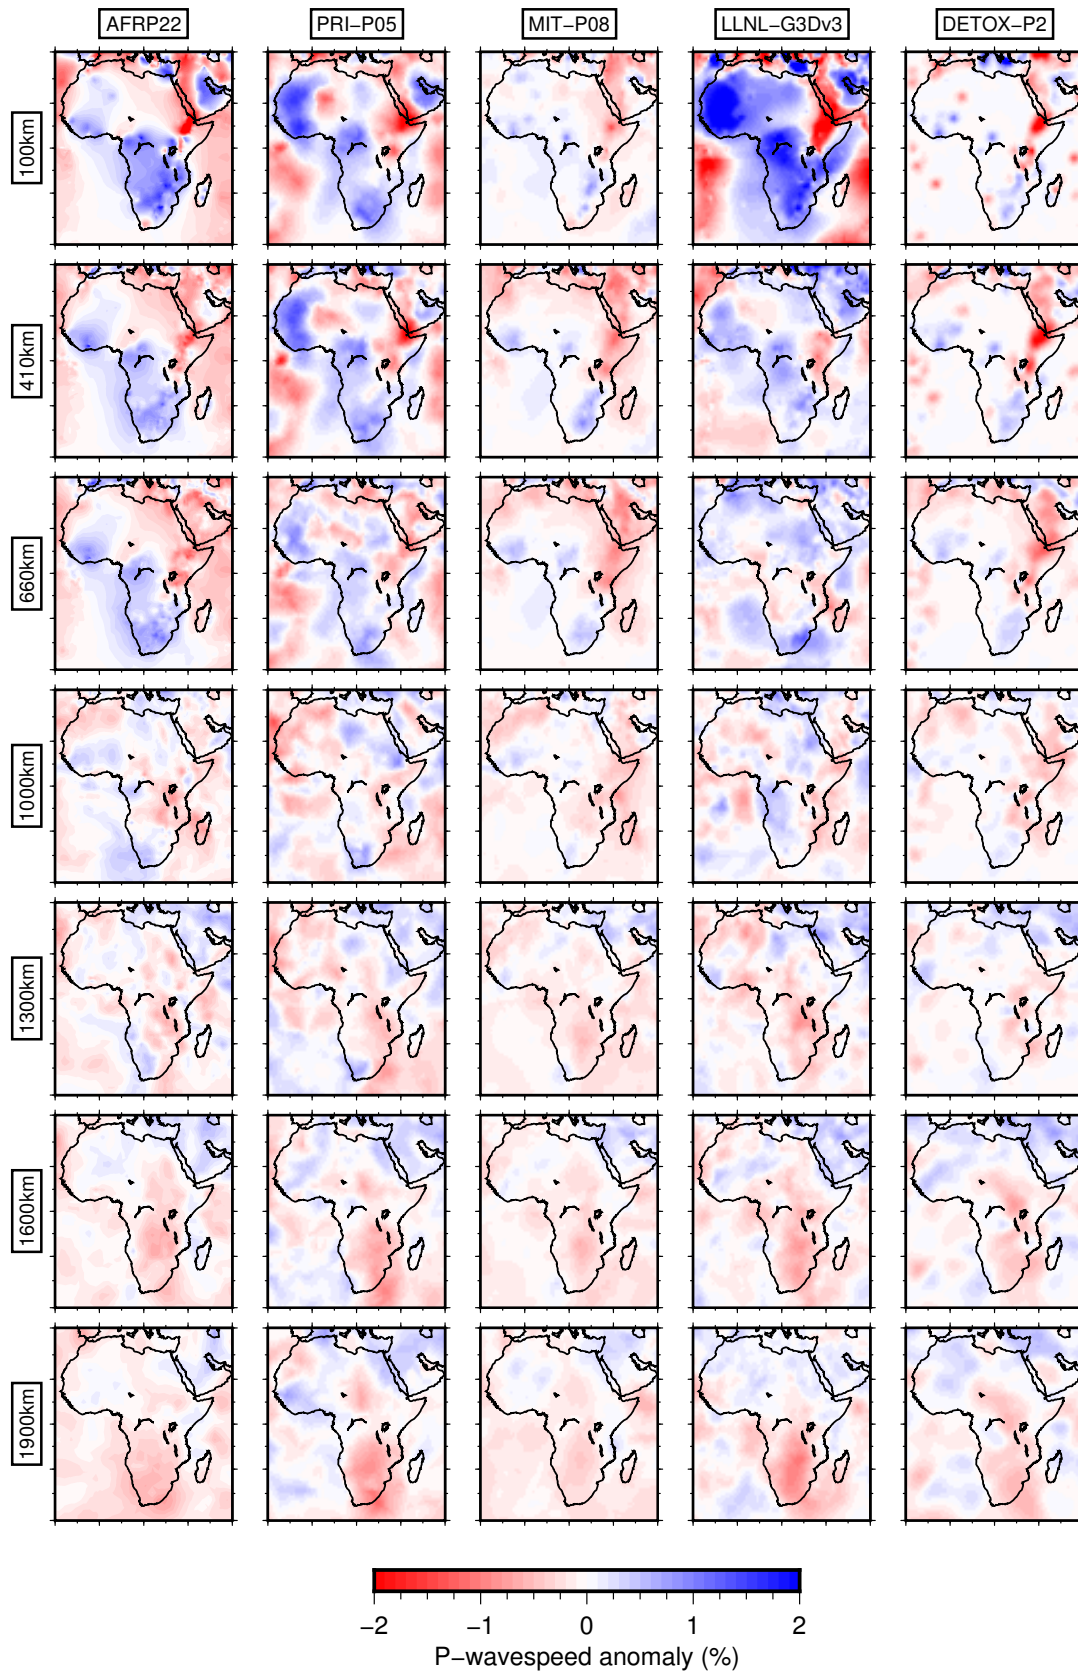 AFRP22 PRI−P05 MIT−P08 LLNL−G3Dv3 DETOX−P2
100km
410km
660km
1000km
1300km
1600km
1900km
−2 −1 0 1 2
P−wavespeed anomaly (%)